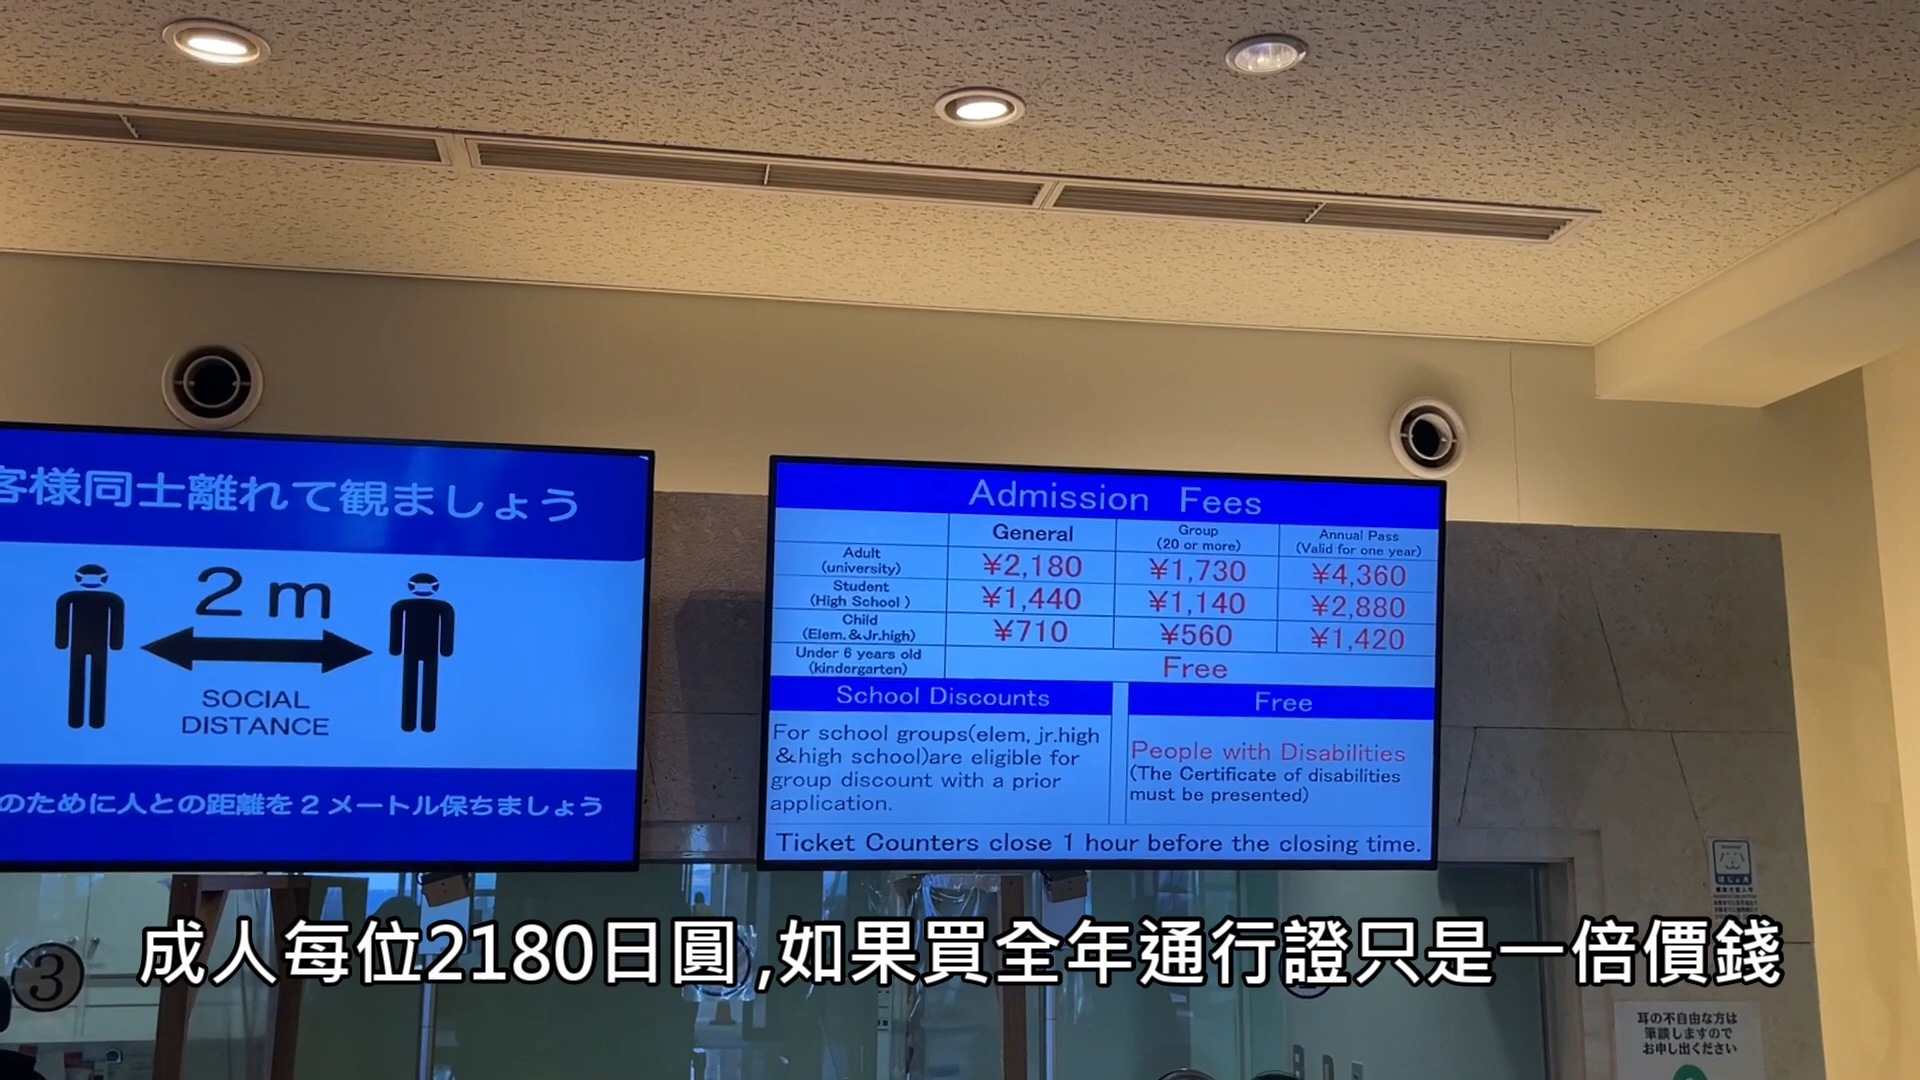 客様同士離れて観ましょう
2m
SOCIAL
DISTANCE
のために人との距離を2メートル保ちましょう
Admission Fees
General
Group
(20 or more)
Annual Pass
(Valid for one year)
Adult
(university)
¥2,180
¥1,730
¥4,360
Student
(High School )
¥1,440
¥1,140
¥2,880
Child
(Elem.&Jr.high)
¥710
¥560
¥1,420
Under 6 years old
(kindergarten)
Free
School Discounts
For school groups(elem, jr.high
&high school)are eligible for
group discount with a prior
application.
Free
People with Disabilities
(The Certificate of disabilities
must be presented)
Ticket Counters close 1 hour before the closing time.
ほじょ犬
3
成人每位2180日圓,如果買全年通行證只是一倍價錢
耳の不自由な方は
筆談しますので
お申し出ください